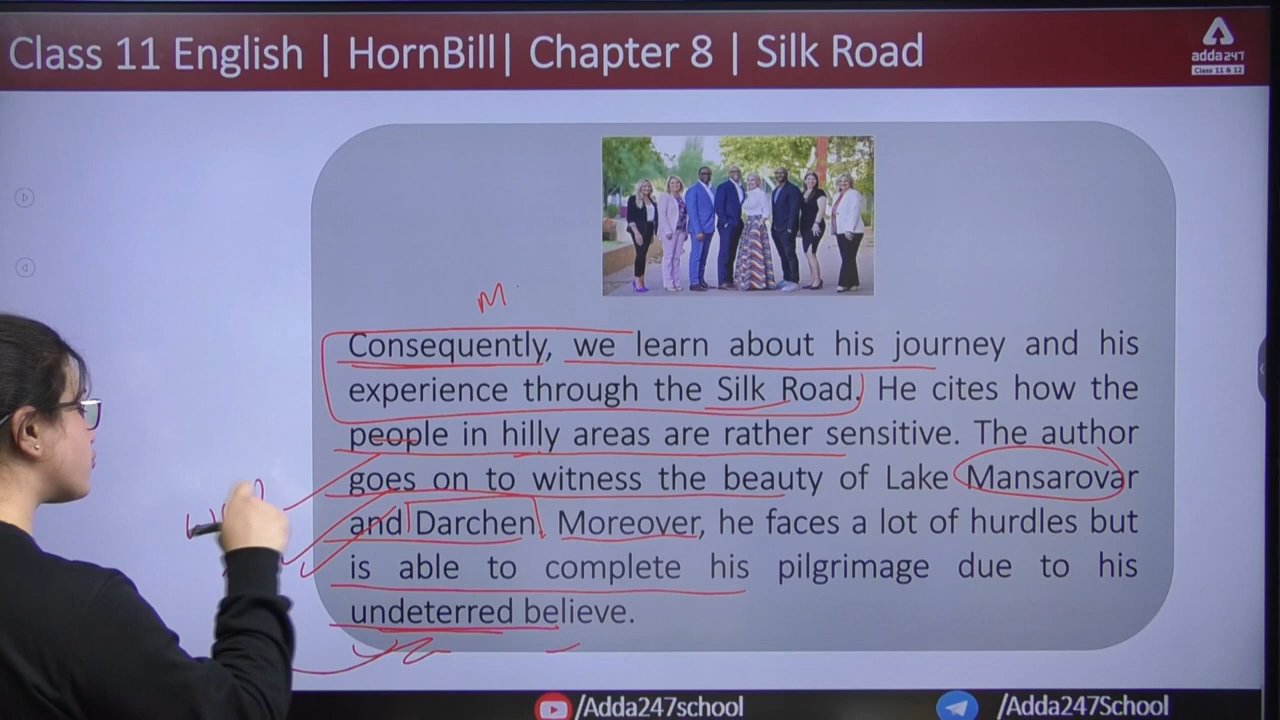 Class 11 English | HornBill| Chapter 8 | Silk Road
adda247
Class 11 & 12
M
Consequently, we learn about his journey and his
experience through the Silk Road. He cites how the
people in hilly areas are rather sensitive. The author
goes on to witness the beauty of Lake Mansarovar
and Darchen. Moreover, he faces a lot of hurdles but
is able to complete his pilgrimage due to his
undeterred believe.
/Adda247school
/Adda247School